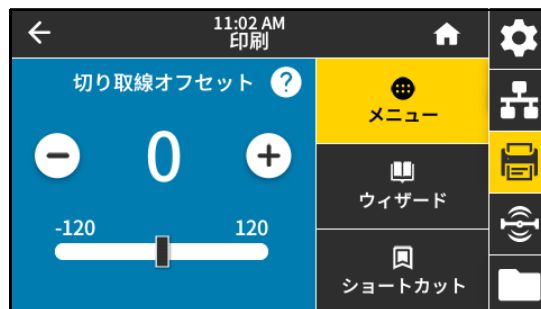 11:02 AM
印刷
切り取線オフセット ?
メニュー
0
ウィザード
-120 120
ショートカット